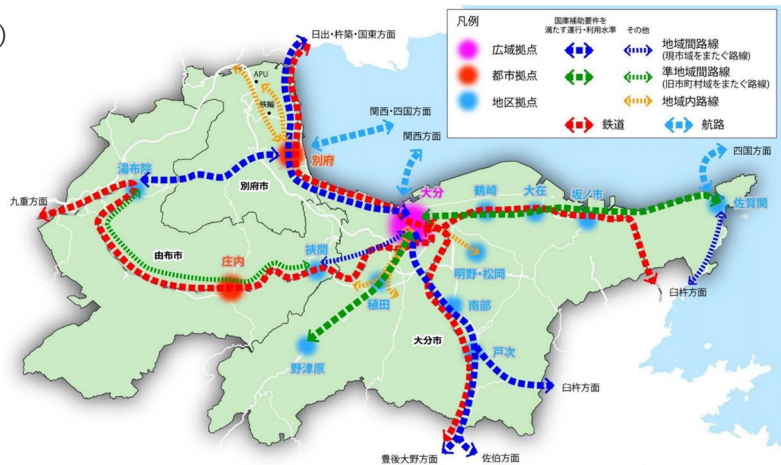 )
日出・杵築・国東方面
APU
鉄輪
関西・四国方面
関西方面
四国方面
別府
湯布院
別府市
九重方面
大分
鶴崎
大在
坂ノ市
佐賀関
由布市
庄内
挾間
明野・松岡
臼杵方面
稙田
南部
大分市
戸次
野津原
臼杵方面
豊後大野方面
佐伯方面
凡例
国庫補助要件を
満たす運行・利用水準
その他
広域拠点
都市拠点
地区拠点
地域間路線
(現市域をまたぐ路線)
準地域間路線
(旧市町村域をまたぐ路線)
地域内路線
鉄道
航路